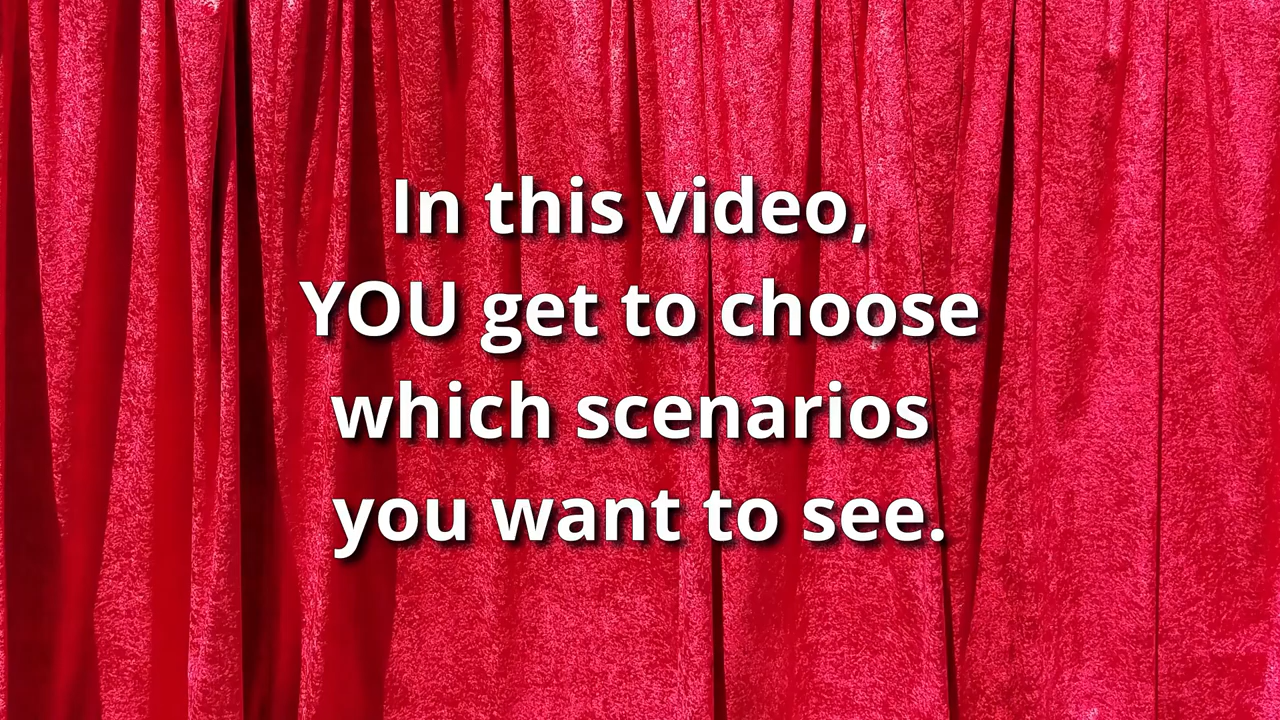 In this video,
YOU get to choose
which scenarios
you want to see.